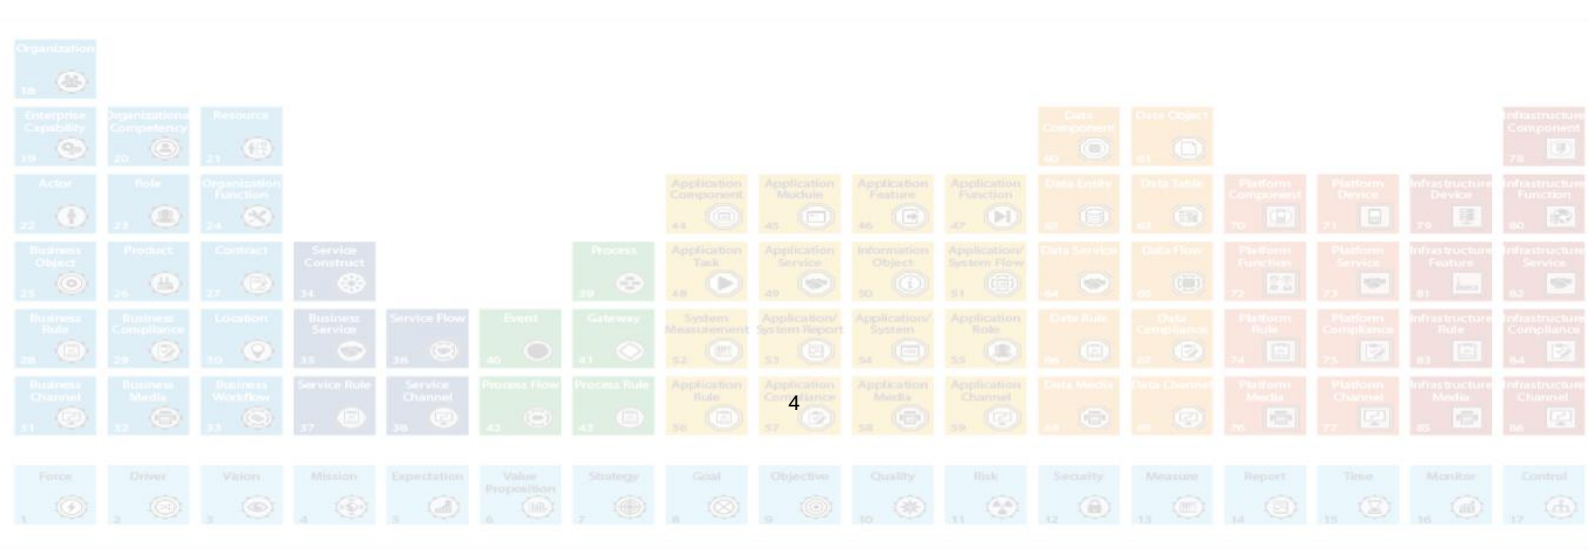 Organization
18
Enterprise Capability
19
Organizational Competency
20
Resource
21
Data Component
60
Data Object
61
Infrastructure Component
78
Actor
22
Role
23
Organization Function
24
Application Component
44
Application Module
45
Application Feature
46
Application Function
47
Data Entity
62
Data Table
63
Platform Component
70
Platform Device
71
Infrastructure Device
79
Infrastructure Function
80
Business Object
25
Product
26
Contract
27
Service Construct
34
Process
39
Application Task
48
Application Service
49
Information Object
50
Application/ System Flow
51
Data Service
64
Data Flow
65
Platform Function
72
Platform Service
73
Infrastructure Feature
81
Infrastructure Service
82
Business Rule
28
Business Compliance
29
Location
30
Business Service
35
Service Flow
36
Event
40
Gateway
41
System Measurement
52
Application/ System Report
53
Application/ System
54
Application Role
55
Data Rule
66
Data Compliance
67
Platform Rule
74
Platform Compliance
75
Infrastructure Rule
83
Infrastructure Compliance
84
Business Channel
31
Business Media
32
Business Workflow
33
Service Rule
37
Service Channel
38
Process Flow
42
Process Rule
43
Application Rule
56
Application Compliance
57
4
Application Media
58
Application Channel
59
Data Media
68
Data Channel
69
Platform Media
76
Platform Channel
77
Infrastructure Media
85
Infrastructure Channel
86
Force
1
Driver
2
Vision
3
Mission
4
Expectation
5
Value Proposition
6
Strategy
7
Goal
8
Objective
9
Quality
10
Risk
11
Security
12
Measure
13
Report
14
Time
15
Monitor
16
Control
17